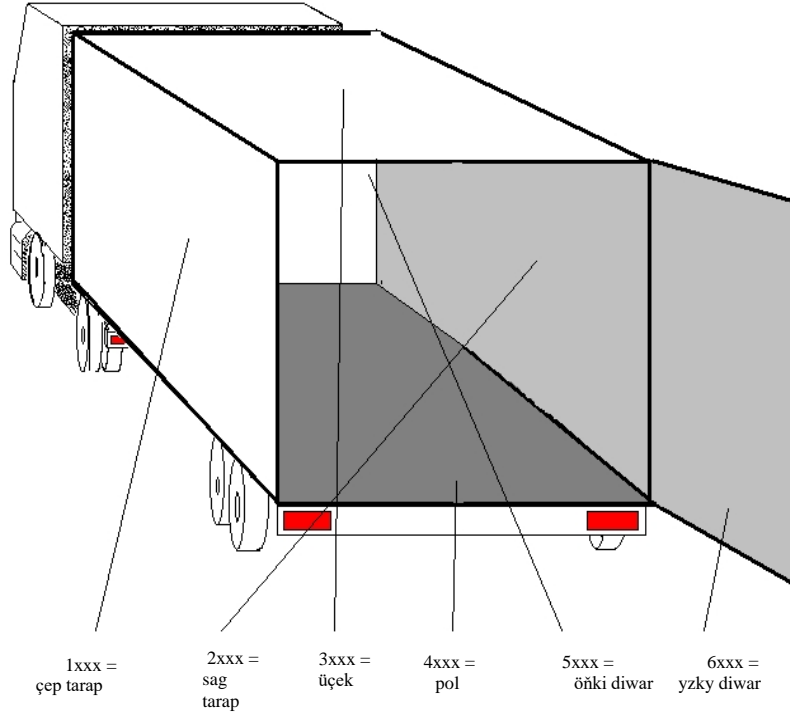 1xxx =
çep tarap
2xxx =
sag
tarap
3xxx =
üçek
4xxx =
pol
5xxx =
öňki diwar
6xxx =
yzky diwar